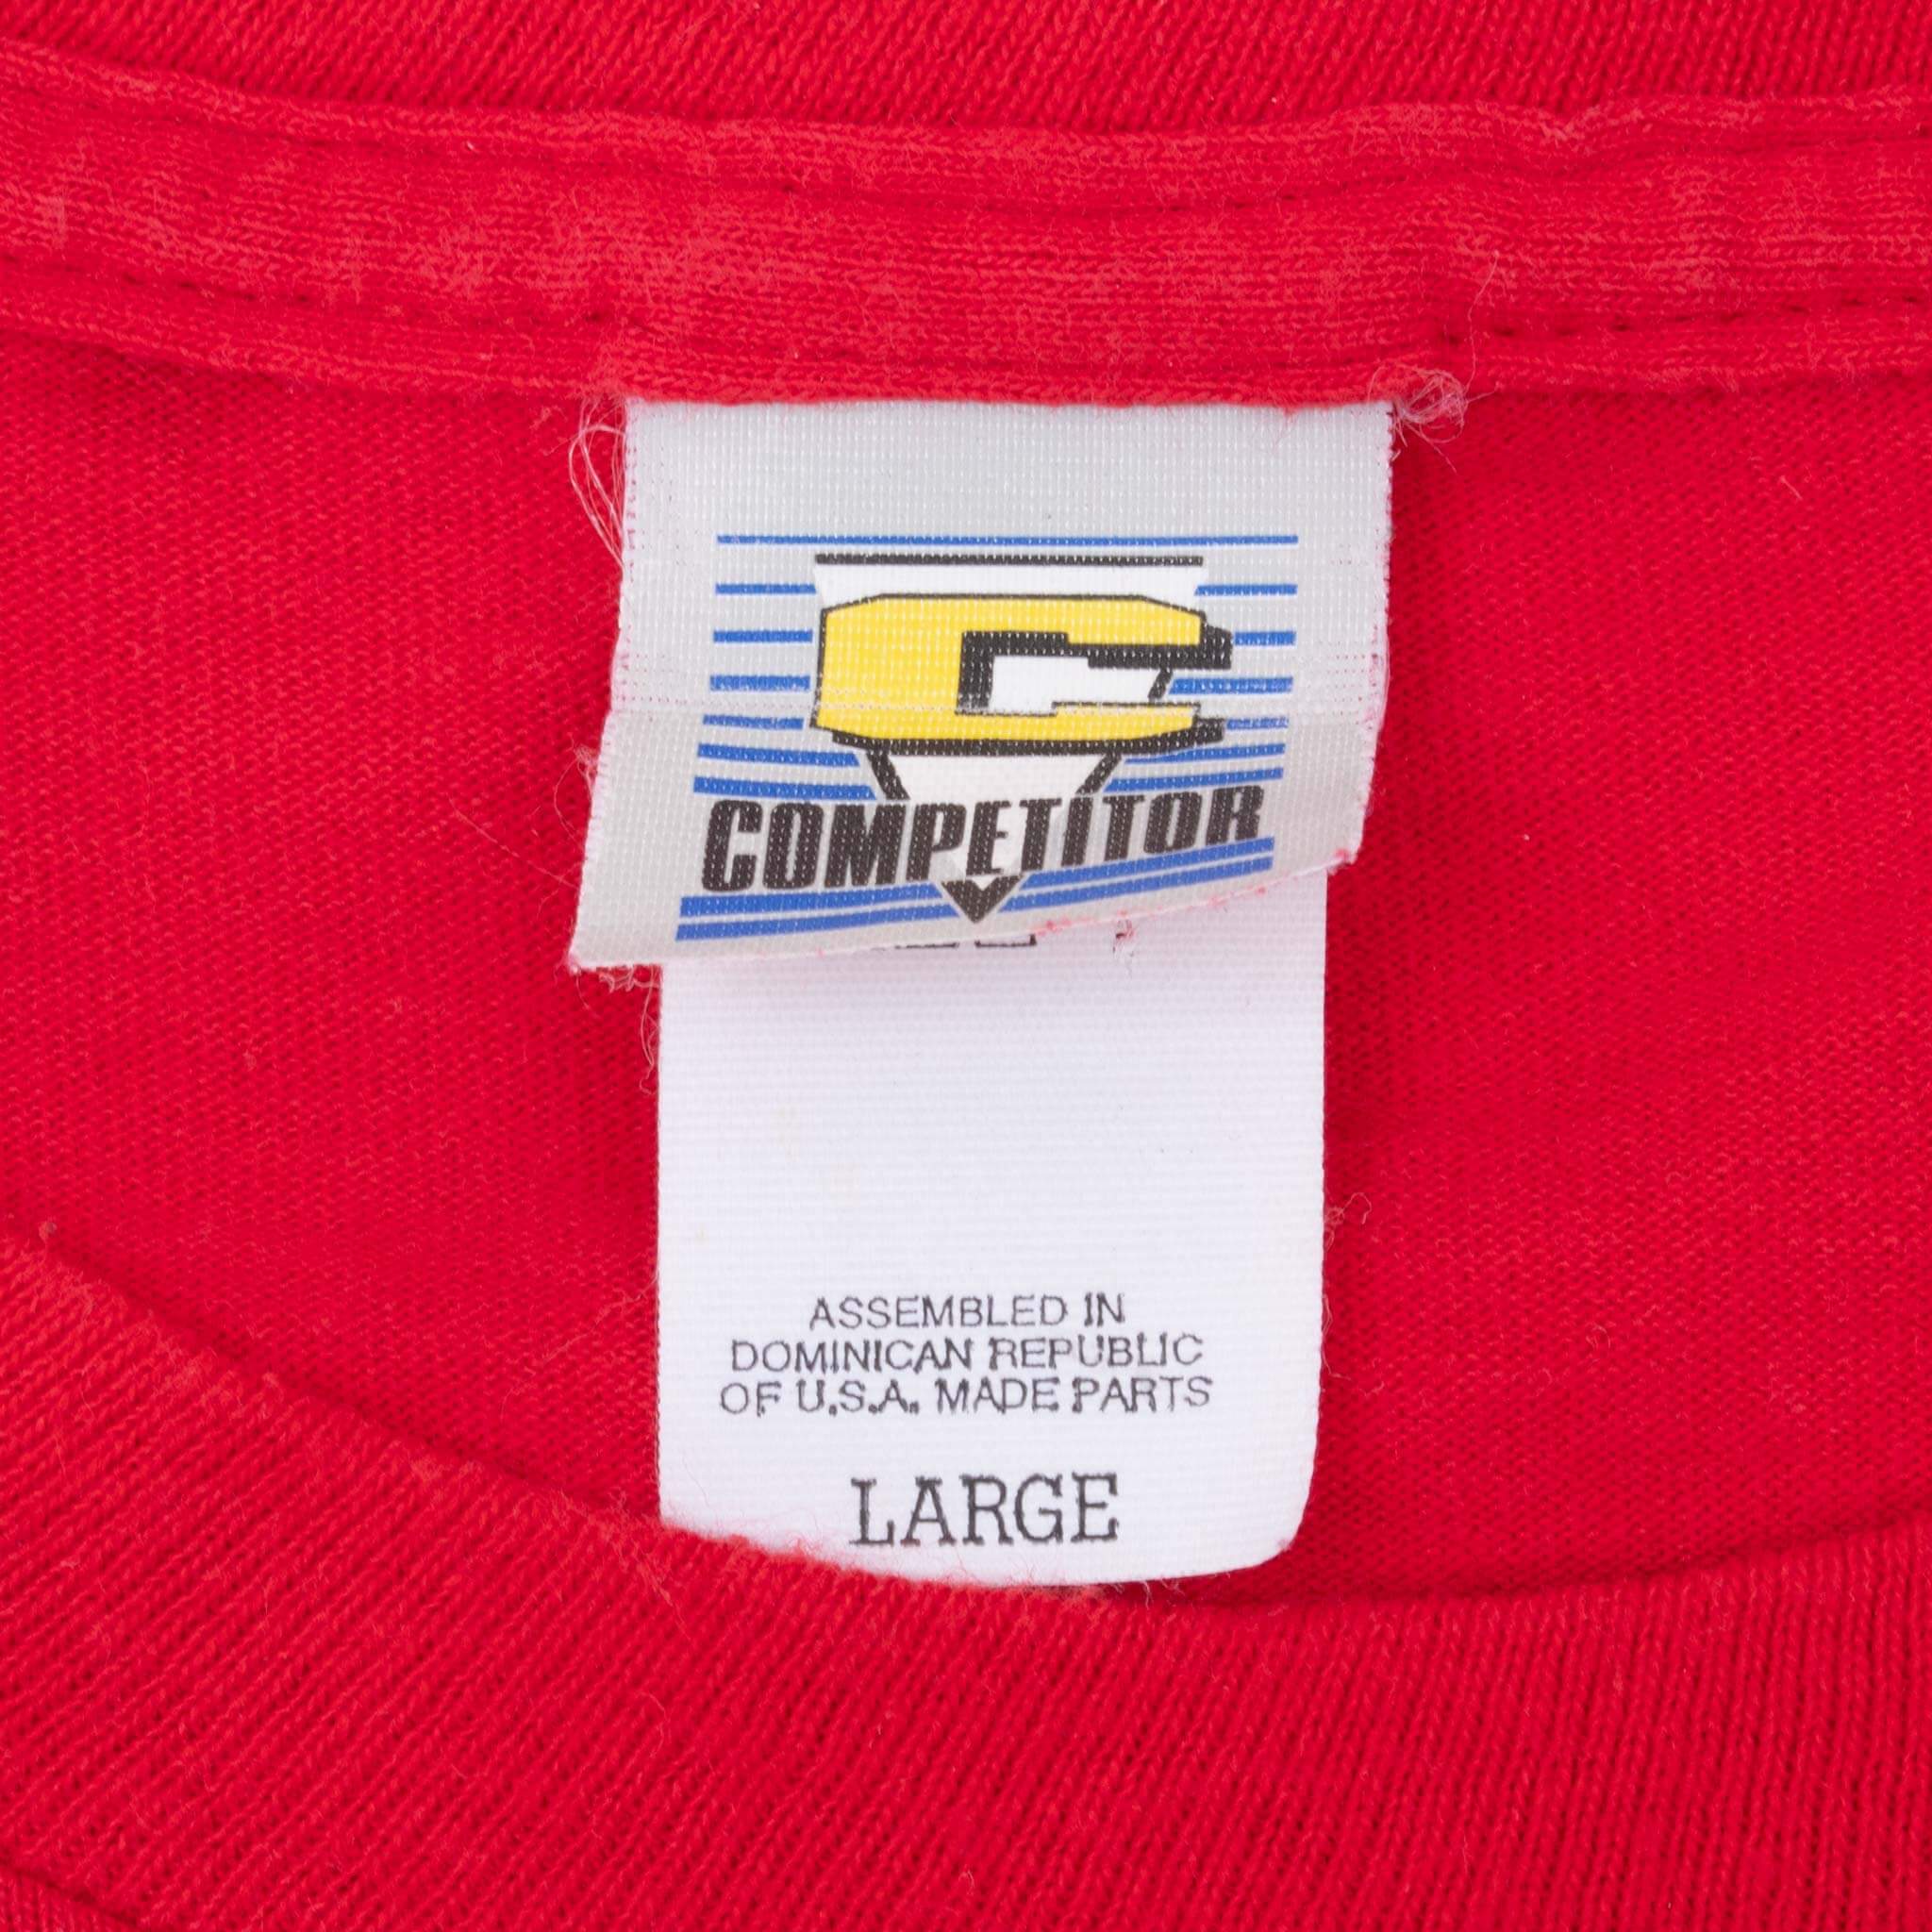 C
COMPETITOR
ASSEMBLED IN
DOMINICAN REPUBLIC
OF U.S.A. MADE PARTS
LARGE